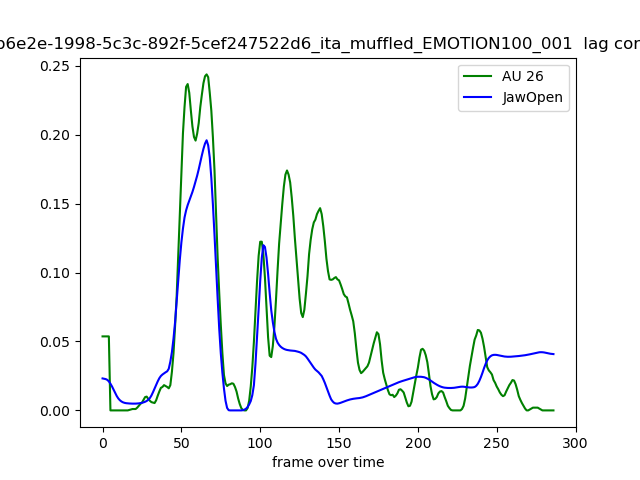 b6e2e-1998-5c3c-892f-5cef247522d6_ita_muffled_EMOTION100_001 lag cor
0.25
AU 26
JawOpen
0.20
0.15
0.10
0.05
0.00
0 50 100 150 200 250 300
frame over time